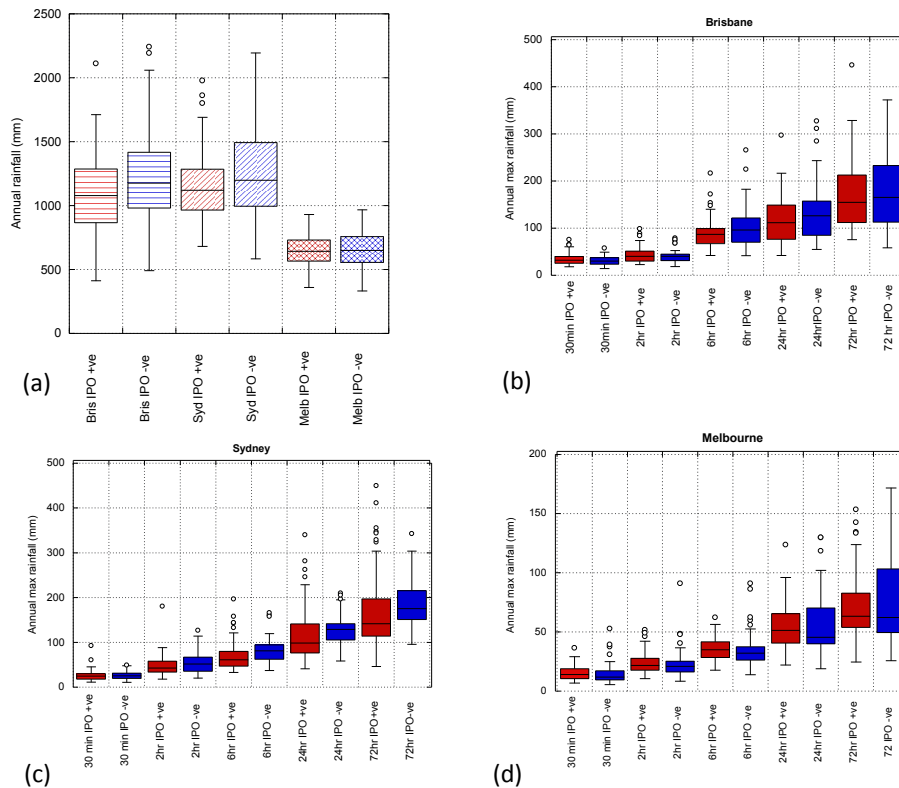 2500
2000
1500
1000
500
0
Annual rainfall (mm)
Bris IPO +ve
Bris IPO -ve
Syd IPO +ve
Syd IPO -ve
Melb IPO +ve
Melb IPO -ve
(a)
Brisbane
500
400
300
200
100
0
Annual max rainfall (mm)
30min IPO +ve
30min IPO -ve
2hr IPO +ve
2hr IPO -ve
6hr IPO +ve
6hr IPO -ve
24hr IPO +ve
24hrIPO -ve
72hr IPO +ve
72 hr IPO -ve
(b)
Sydney
500
400
300
200
100
0
Annual max rainfall (mm)
30 min IPO +ve
30 min IPO -ve
2hr IPO +ve
2hr IPO -ve
6hr IPO +ve
6hr IPO -ve
24hr IPO +ve
24hr IPO -ve
72hr IPO+ve
72hr IPO-ve
(c)
Melbourne
200
150
100
50
0
Annual max rainfall (mm)
30 min IPO +ve
30 min IPO -ve
2hr IPO +ve
2hr IPO -ve
6hr IPO +ve
6hr IPO -ve
24hr IPO +ve
24hr IPO -ve
72hr IPO +ve
72 IPO -ve
(d)